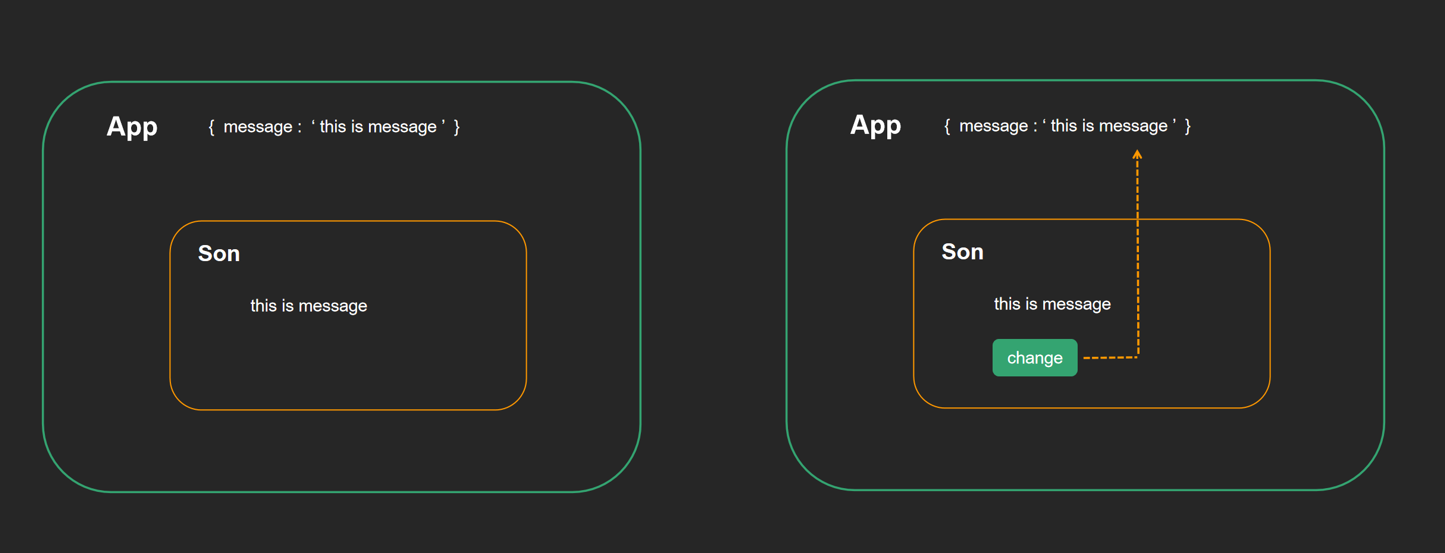 App { message : ‘ this is message ’ }
Son
this is message
App { message : ‘ this is message ’ }
Son
this is message
change